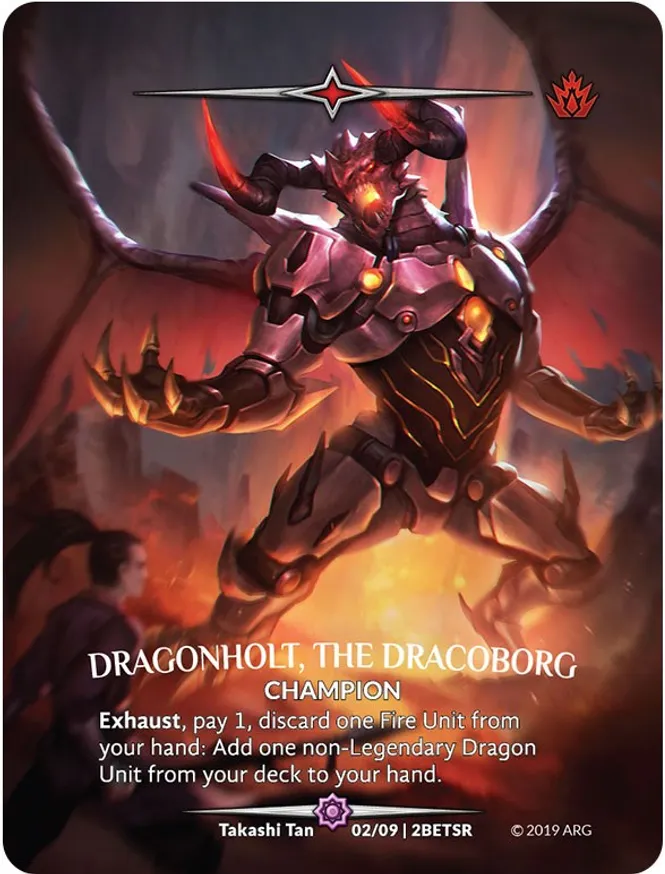 DRAGONHOLT, THE DRACOBORG
CHAMPION
Exhaust, pay 1, discard one Fire Unit from
your hand: Add one non-Legendary Dragon
Unit from your deck to your hand.
Takashi Tan 02/09 | 2BETSR © 2019 ARG